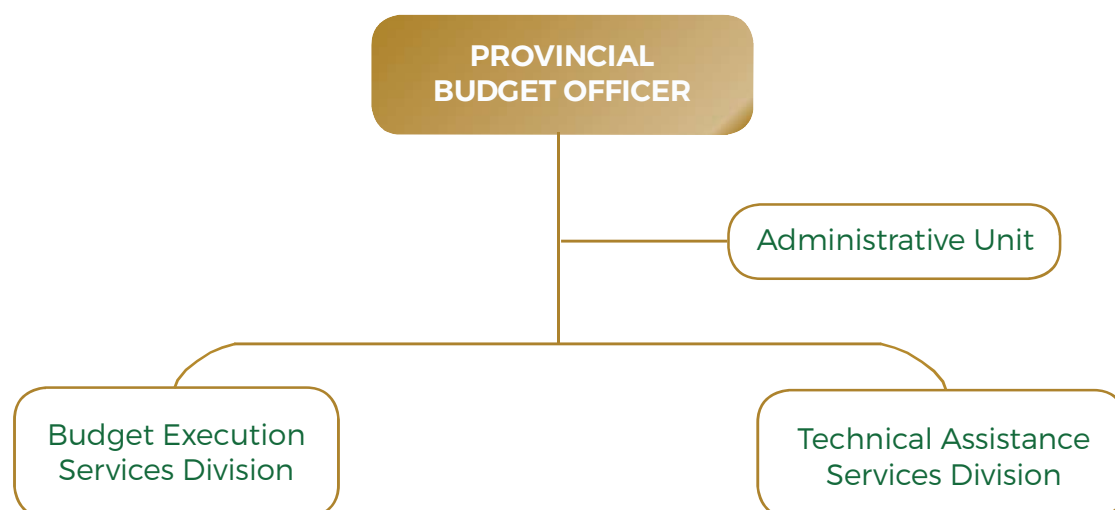 PROVINCIAL
BUDGET OFFICER
Administrative Unit
Budget Execution
Services Division
Technical Assistance
Services Division